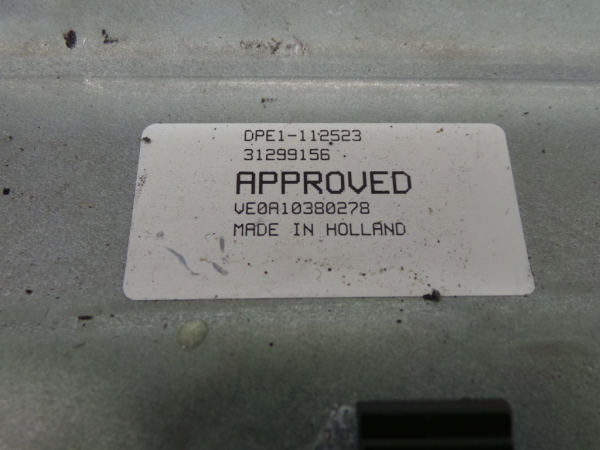 DPE1-112523
31299156
APPROVED
VE0A10380278
MADE IN HOLLAND